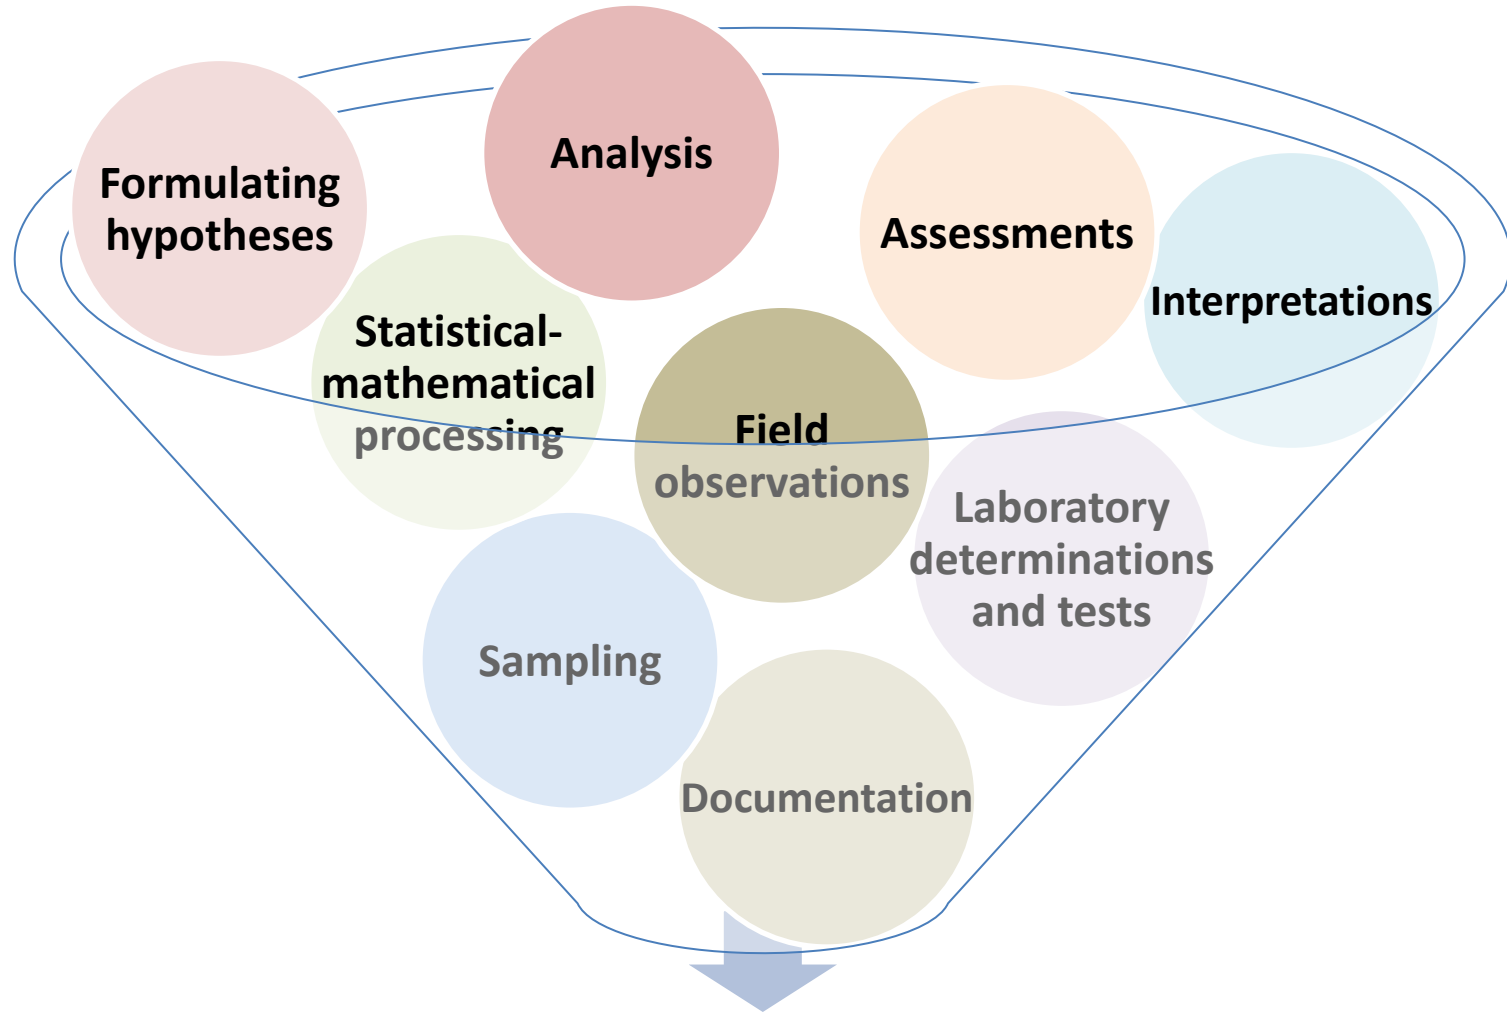 Analysis
Formulating
hypotheses
Assessments
Interpretations
Statistical-
mathematical
processing
Field
observations
Laboratory
determinations
and tests
Sampling
Documentation